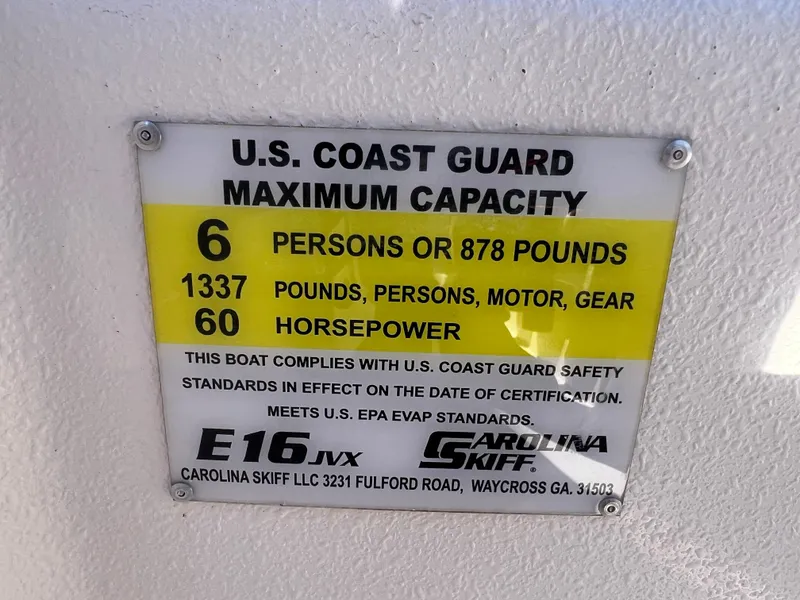 U.S. COAST GUARD
MAXIMUM CAPACITY
6 PERSONS OR 878 POUNDS
1337 POUNDS, PERSONS, MOTOR, GEAR
60 HORSEPOWER
THIS BOAT COMPLIES WITH U.S. COAST GUARD SAFETY
STANDARDS IN EFFECT ON THE DATE OF CERTIFICATION.
MEETS U.S. EPA EVAP STANDARDS.
E16 JVX CAROLINA SKIFF®
CAROLINA SKIFF LLC 3231 FULFORD ROAD, WAYCROSS GA. 31503